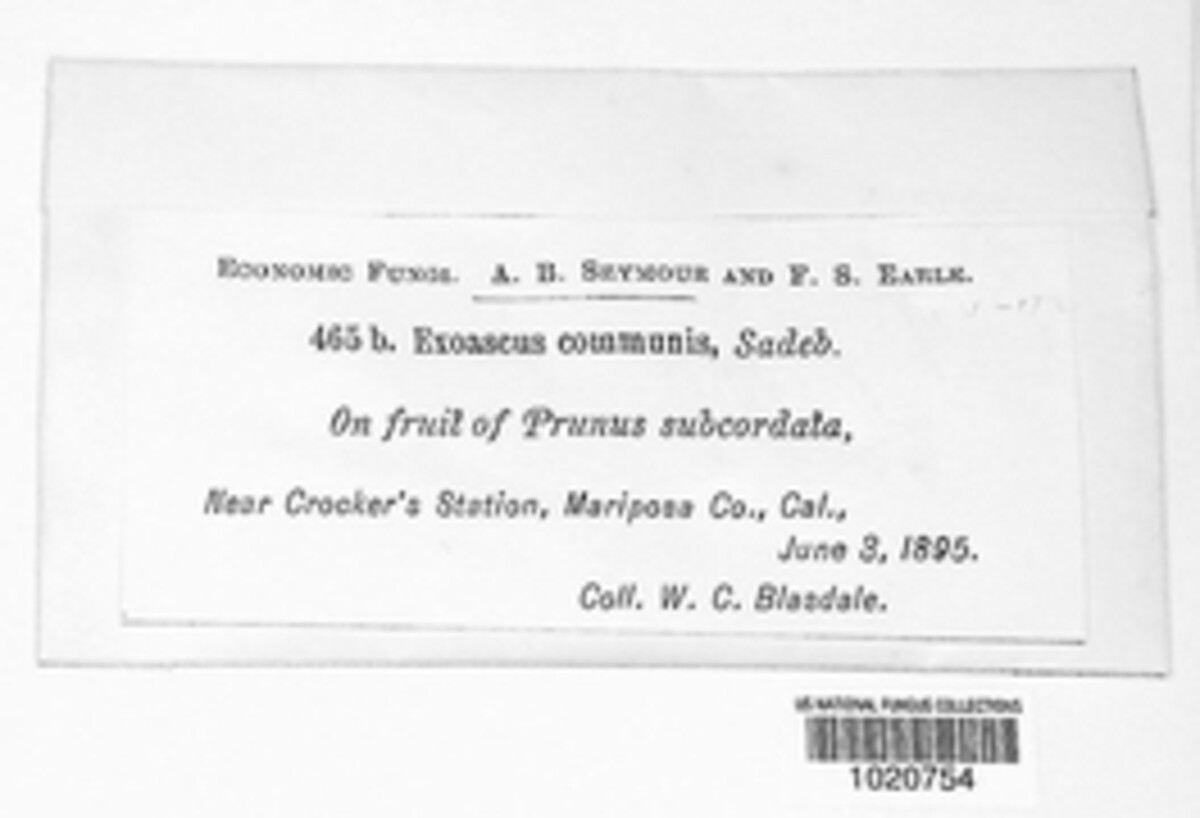 Economic Fungi. A. B. Seymour and F. S. Earle.
465 b. Exoascus communis, Sadeb.
On fruit of Prunus subcordata,
Near Crocker's Station, Mariposa Co., Cal.,
June 3, 1895.
Coll. W. C. Blasdale.
US NATIONAL FUNGUS COLLECTIONS
1020754